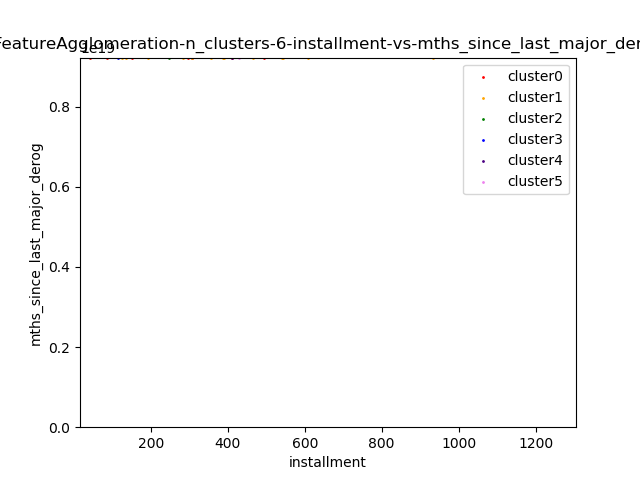 FeatureAgglomeration-n_clusters-6-installment-vs-mths_since_last_major_der
1e19
cluster0
cluster1
cluster2
cluster3
cluster4
cluster5
0.8
0.6
0.4
0.2
0.0
mths_since_last_major_derog
200 400 600 800 1000 1200
installment